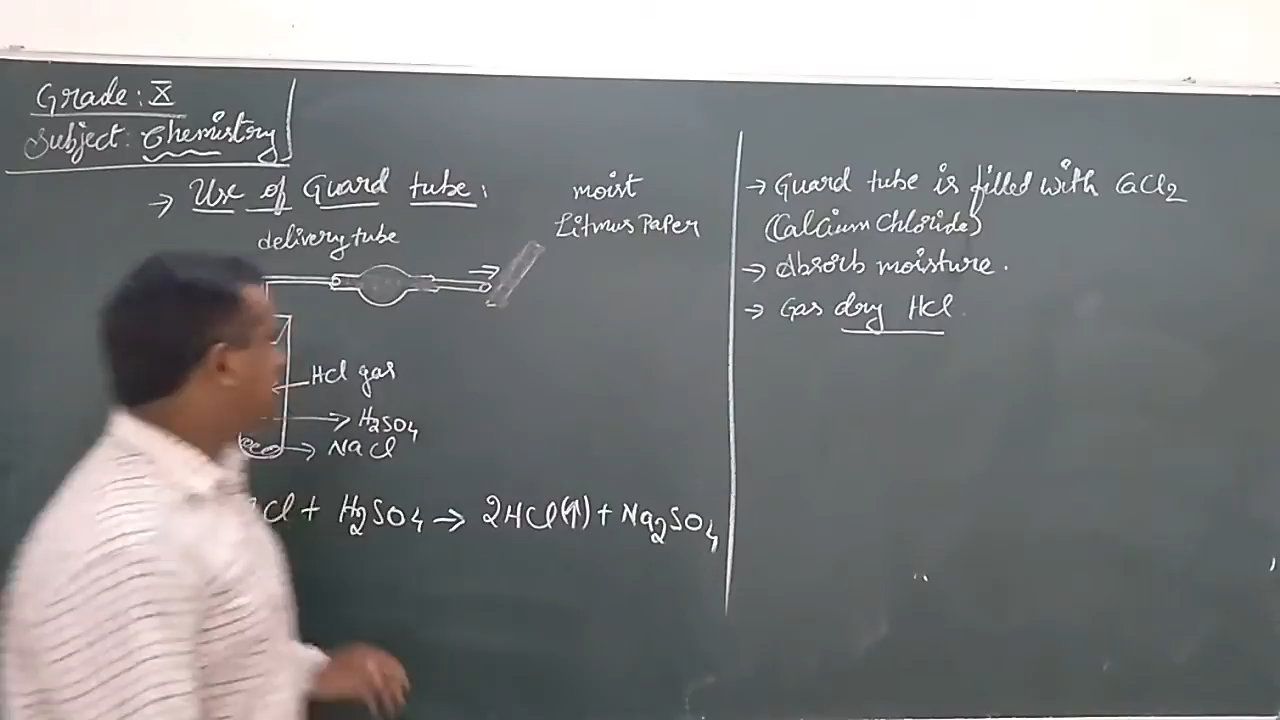 Grade: X
Subject: Chemistry
→ Use of Guard tube:
moist
Litmus Paper
delivery tube
HCl gas
→ H2SO4
→ NaCl
Cl + H2SO4 → 2HCl(↑) + Na2SO4
→ Guard tube is filled with CaCl2
(Calcium Chloride)
→ Absorb moisture.
→ Gas dry HCl.